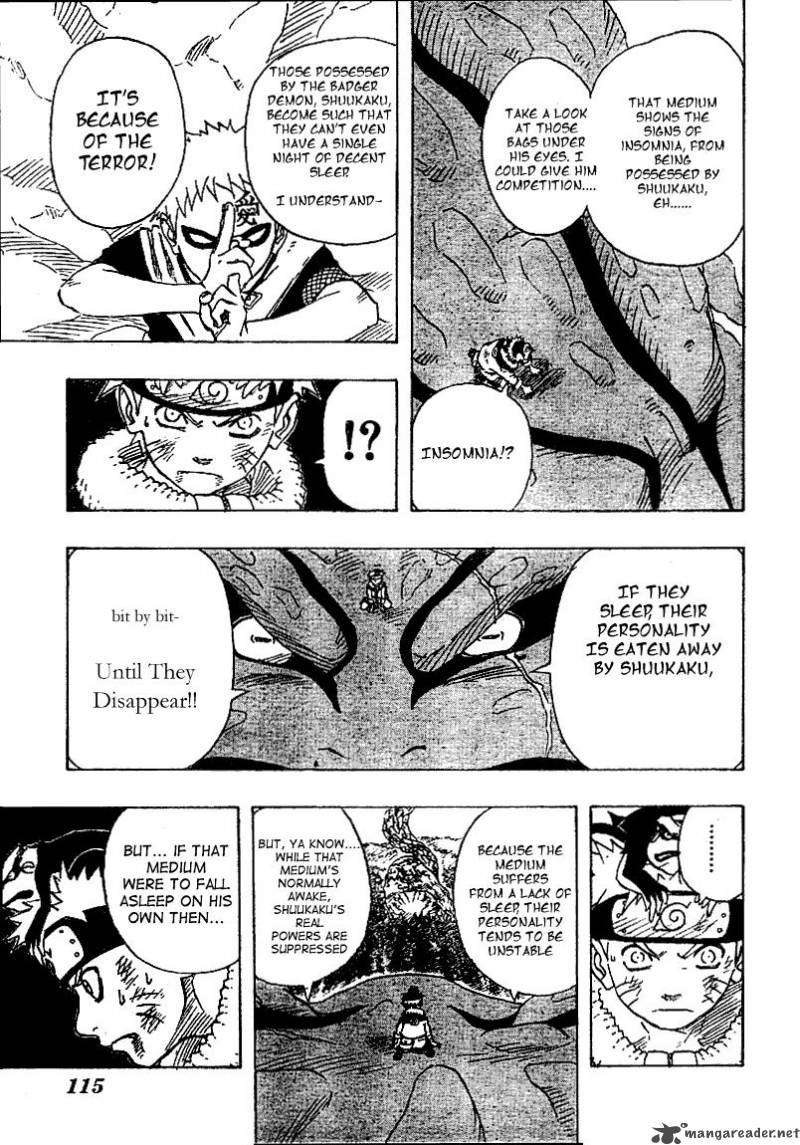 THAT MEDIUM
SHOWS THE
SIGNS OF
INSOMNIA, FROM
BEING
POSSESSED BY
SHUUKAKU,
EH......
TAKE A LOOK
AT THOSE
BAGS UNDER
HIS EYES. I
COULD GIVE HIM
COMPETITION....
INSOMNIA!?
THOSE POSSESSED
BY THE BADGER
DEMON, SHUUKAKU,
BECOME SUCH THAT
THEY CAN'T EVEN
HAVE A SINGLE
NIGHT OF DECENT
SLEEP.
I UNDERSTAND-
愛
IT'S
BECAUSE
OF THE
TERROR!
!?
IF THEY
SLEEP, THEIR
PERSONALITY
IS EATEN AWAY
BY SHUUKAKU,
bit by bit-
Until They
Disappear!!
........
BECAUSE THE
MEDIUM
SUFFERS
FROM A LACK OF
SLEEP, THEIR
PERSONALITY
TENDS TO BE
UNSTABLE
BUT, YA KNOW....
WHILE THAT
MEDIUM'S
NORMALLY
AWAKE,
SHUUKAKU'S
REAL
POWERS ARE
SUPPRESSED
BUT... IF THAT
MEDIUM
WERE TO FALL
ASLEEP ON HIS
OWN THEN...
115
mangareader.net